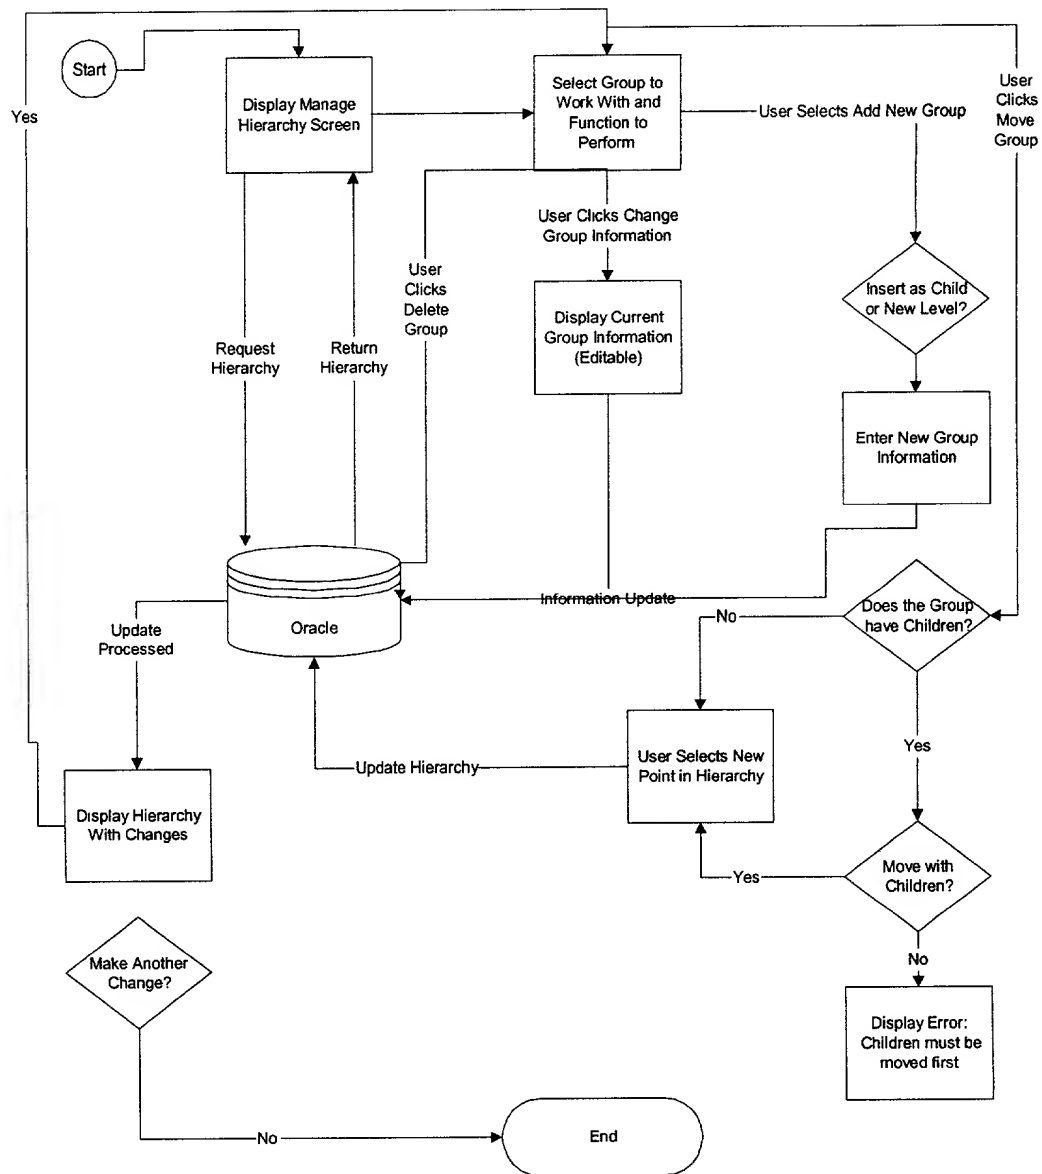 Start
Display Manage
Hierarchy Screen
Select Group to
Work With and
Function to
Perform
User Selects Add New Group
User
Clicks
Move
Group
Yes
User Clicks Change
Group Information
User
Clicks
Delete
Group
Insert as Child
or New Level?
Display Current
Group Information
(Editable)
Request
Hierarchy
Return
Hierarchy
Enter New Group
Information
Information Update
Oracle
Does the Group
have Children?
No
Update
Processed
Yes
User Selects New
Point in Hierarchy
Update Hierarchy
Display Hierarchy
With Changes
Move with
Children?
Yes
No
Make Another
Change?
Display Error:
Children must be
moved first
No
End